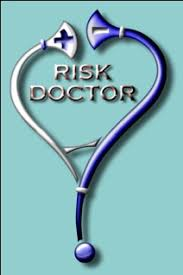 + -
RISK
DOCTOR